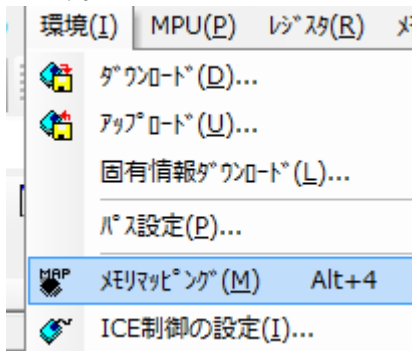 環境(I) MPU(P) ﾚｼﾞｽﾀ(R) ﾒ
ﾀﾞｳﾝﾛｰﾄﾞ(D)...
ｱｯﾌﾟﾛｰﾄﾞ(U)...
固有情報ﾀﾞｳﾝﾛｰﾄﾞ(L)...
ﾊﾟｽ設定(P)...
MAP ﾒﾓﾘﾏｯﾋﾟﾝｸﾞ(M) Alt+4
ICE制御の設定(I)...